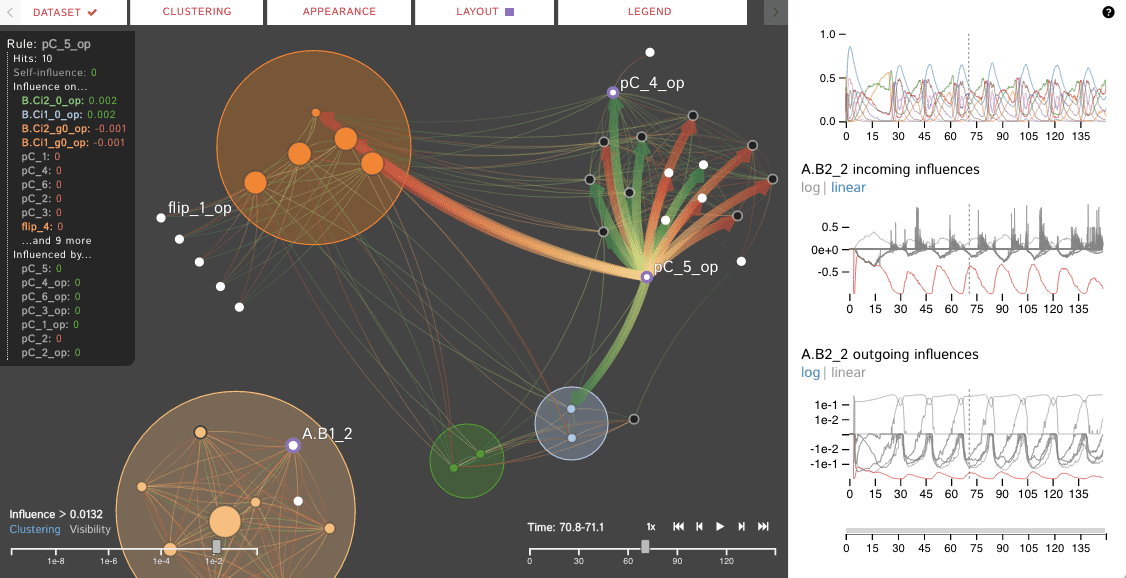 DATASET
CLUSTERING
APPEARANCE
LAYOUT
LEGEND
Rule: pC_5_op
Hits: 10
Self-influence: 0
Influence on...
B.Ci2_0_op: 0.002
B.Ci1_0_op: 0.002
B.Ci2_g0_op: -0.001
B.Ci1_g0_op: -0.001
pC_1: 0
pC_4: 0
pC_6: 0
pC_2: 0
pC_3: 0
flip_4: 0
...and 9 more
Influenced by...
pC_5: 0
pC_4_op: 0
pC_6_op: 0
pC_3_op: 0
pC_1_op: 0
pC_2: 0
pC_2_op: 0
flip_1_op
pC_4_op
pC_5_op
A.B1_2
Influence > 0.0132
Clustering Visibility
1e-8 1e-6 1e-4 1e-2
Time: 70.8-71.1
1x
0 30 60 90 120
?
1.0
0.5
0.0
0 15 30 45 60 75 90 105 120 135
A.B2_2 incoming influences
log | linear
0.5
0e+0
-0.5
0 15 30 45 60 75 90 105 120 135
A.B2_2 outgoing influences
log | linear
1e-1
1e-2
-1e-2
-1e-1
0 15 30 45 60 75 90 105 120 135
0 15 30 45 60 75 90 105 120 135